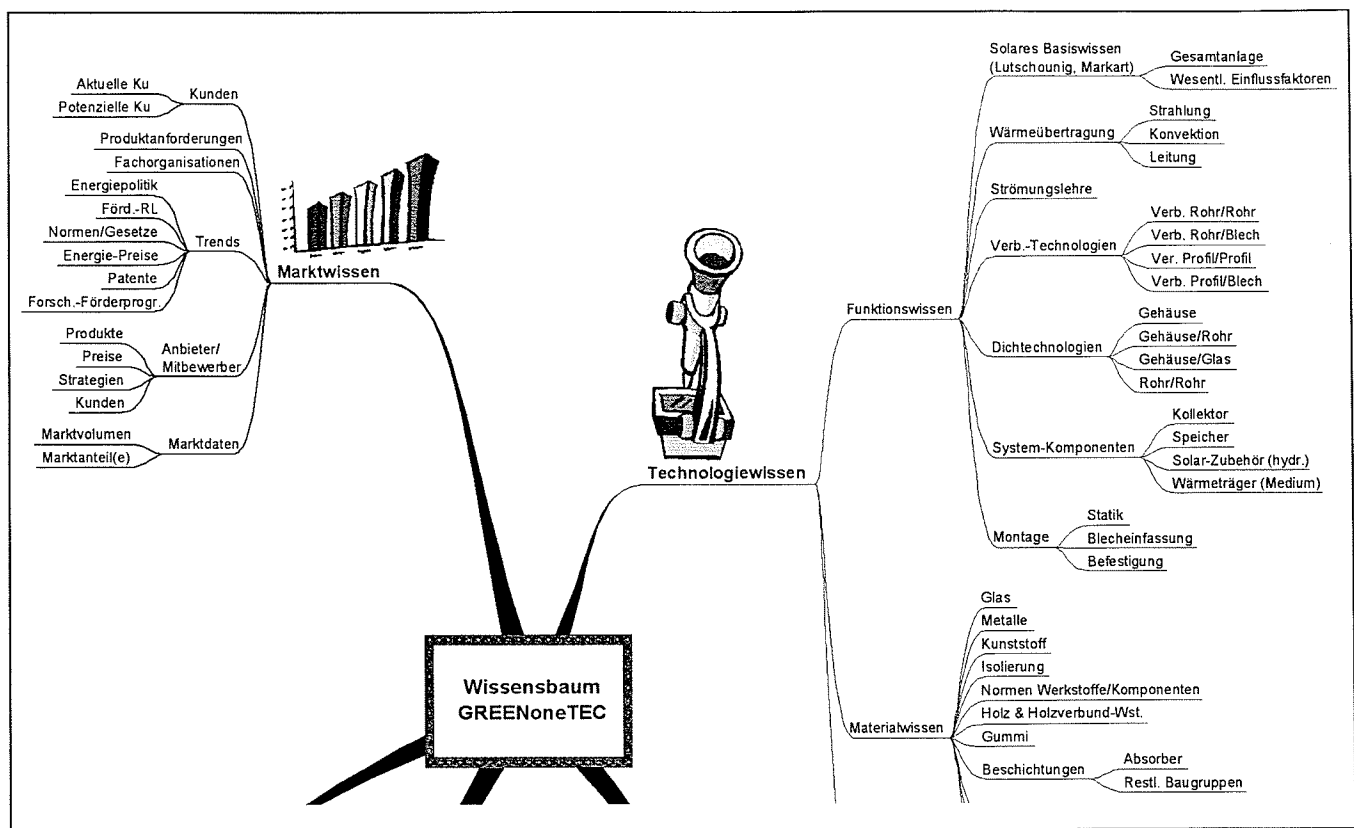 Aktuelle Ku
Potenzielle Ku
Kunden
Produktanforderungen
Fachorganisationen
Energiepolitik
Förd.-RL
Normen/Gesetze
Energie-Preise
Patente
Forsch.-Förderprogr.
Trends
Marktwissen
Produkte
Preise
Strategien
Kunden
Anbieter/
Mitbewerber
Marktvolumen
Marktanteil(e)
Marktdaten
Technologiewissen
Funktionswissen
Solares Basiswissen
(Lutschounig, Markart)
Gesamtanlage
Wesentl. Einflussfaktoren
Wärmeübertragung
Strahlung
Konvektion
Leitung
Strömungslehre
Verb.-Technologien
Verb. Rohr/Rohr
Verb. Rohr/Blech
Ver. Profil/Profil
Verb. Profil/Blech
Dichtechnologien
Gehäuse
Gehäuse/Rohr
Gehäuse/Glas
Rohr/Rohr
System-Komponenten
Kollektor
Speicher
Solar-Zubehör (hydr.)
Wärmeträger (Medium)
Montage
Statik
Blecheinfassung
Befestigung
Materialwissen
Glas
Metalle
Kunststoff
Isolierung
Normen Werkstoffe/Komponenten
Holz & Holzverbund-Wst.
Gummi
Beschichtungen
Absorber
Restl. Baugruppen
Wissensbaum
GREENoneTEC